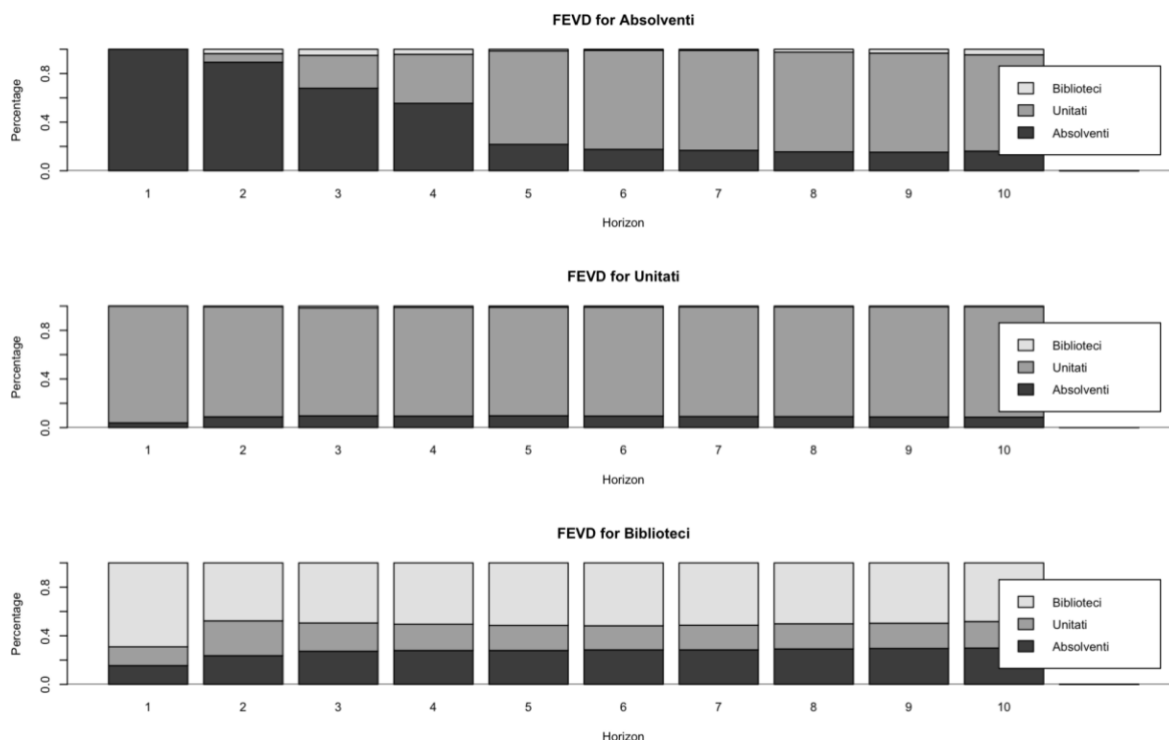 FEVD for Absolventi
Percentage
0.0 0.4 0.8
Biblioteci
Unitati
Absolventi
1 2 3 4 5 6 7 8 9 10
Horizon
FEVD for Unitati
Percentage
0.0 0.4 0.8
Biblioteci
Unitati
Absolventi
1 2 3 4 5 6 7 8 9 10
Horizon
FEVD for Biblioteci
Percentage
0.0 0.4 0.8
Biblioteci
Unitati
Absolventi
1 2 3 4 5 6 7 8 9 10
Horizon